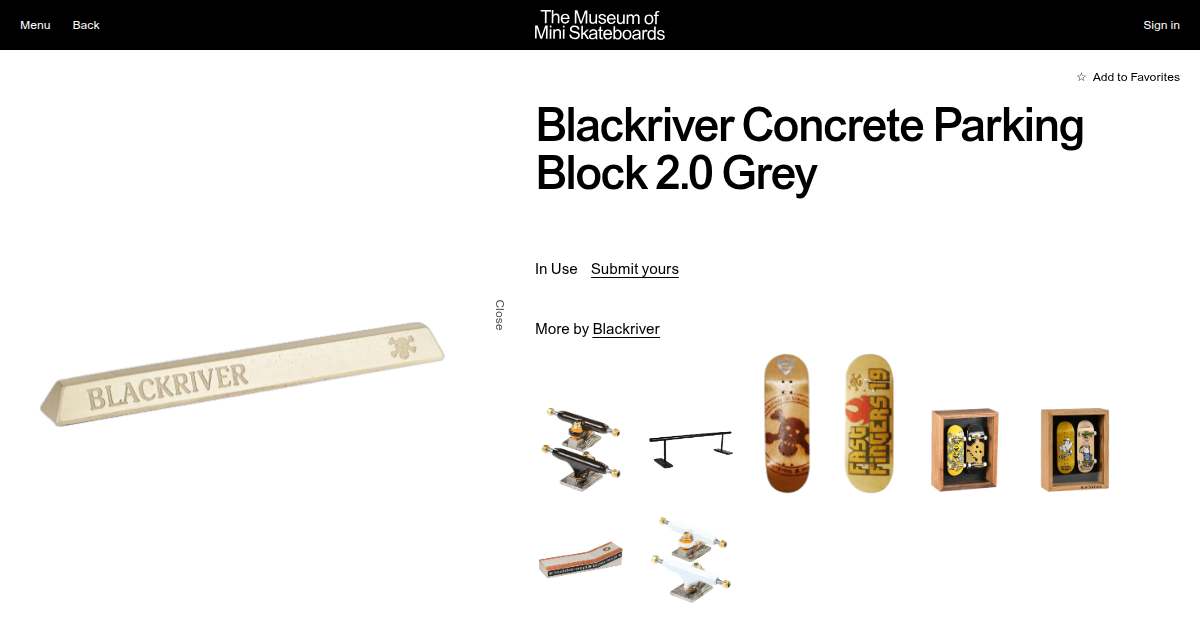 Menu
Back
The Museum of
Mini Skateboards
Sign in
☆ Add to Favorites
Blackriver Concrete Parking
Block 2.0 Grey
In Use
Submit yours
Close
More by Blackriver
BLACKRIVER
FAST
FINGERS 19